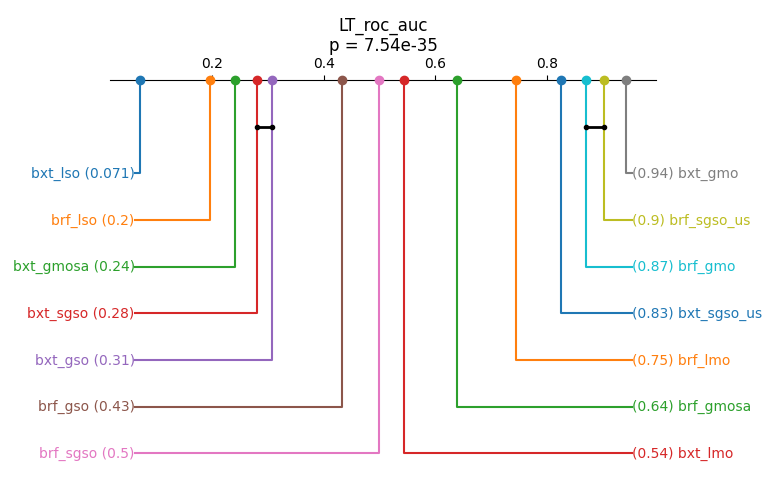 LT_roc_auc
p = 7.54e-35
0.2 0.4 0.6 0.8
bxt_lso (0.071) (0.94) bxt_gmo
brf_lso (0.2) (0.9) brf_sgso_us
bxt_gmosa (0.24) (0.87) brf_gmo
bxt_sgso (0.28) (0.83) bxt_sgso_us
bxt_gso (0.31) (0.75) brf_lmo
brf_gso (0.43) (0.64) brf_gmosa
brf_sgso (0.5) (0.54) bxt_lmo